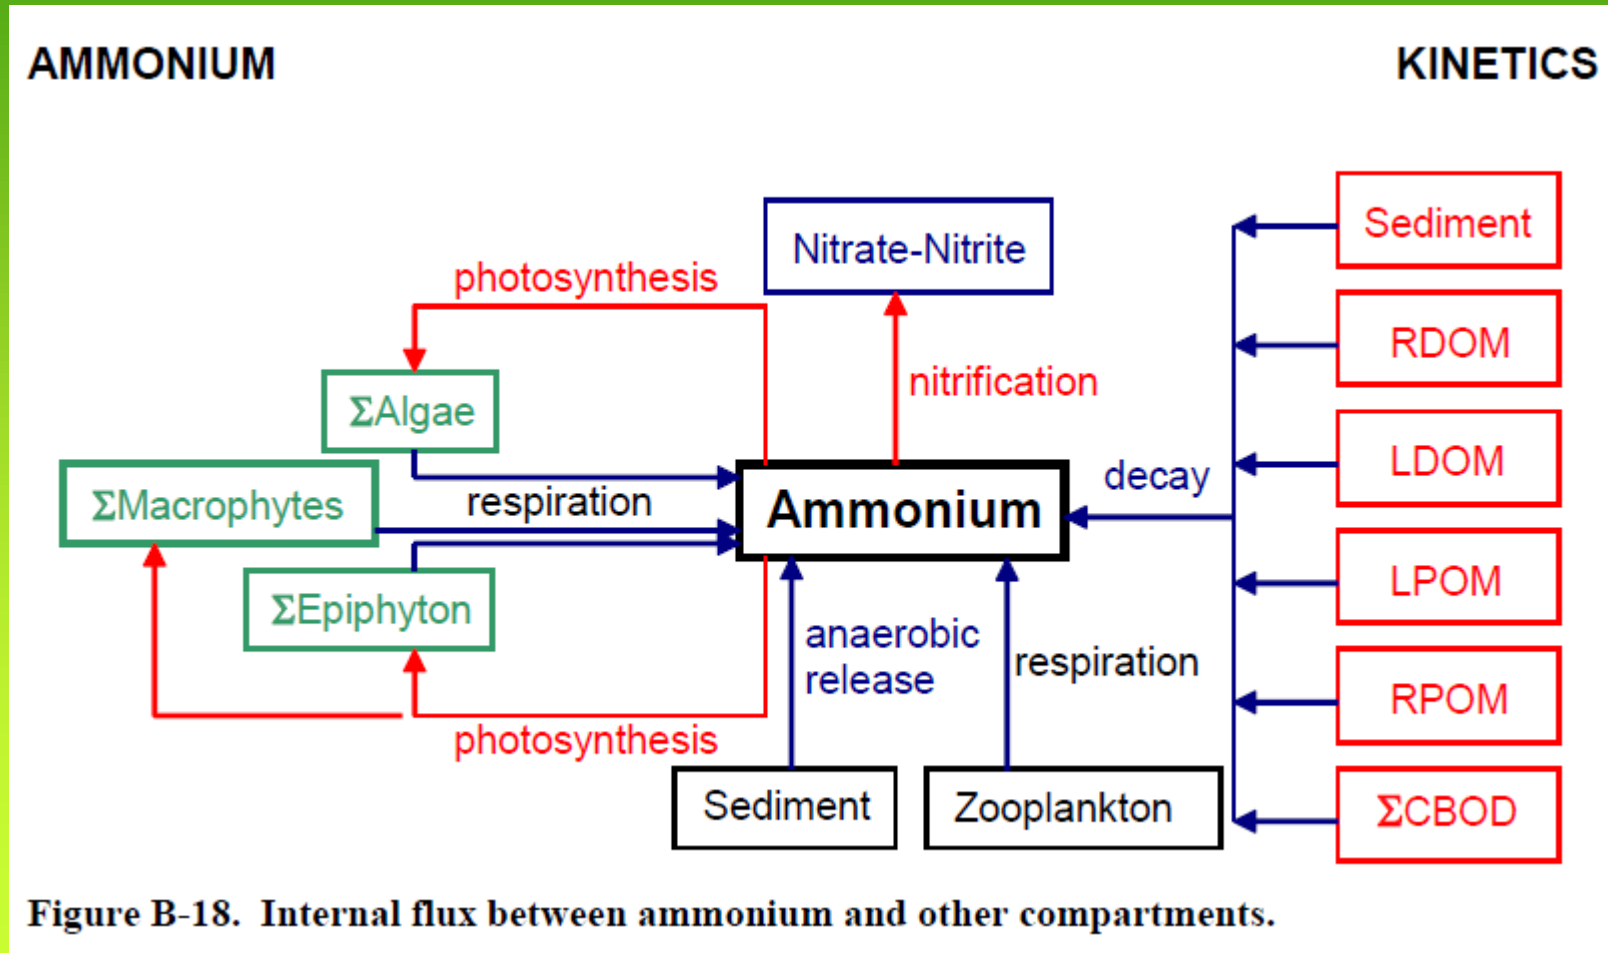 AMMONIUM
KINETICS
Sediment
Nitrate-Nitrite
photosynthesis
RDOM
nitrification
ΣAlgae
LDOM
decay
ΣMacrophytes
respiration
Ammonium
LPOM
ΣEpiphyton
anaerobic
release
respiration
RPOM
photosynthesis
Sediment
Zooplankton
ΣCBOD
Figure B-18. Internal flux between ammonium and other compartments.